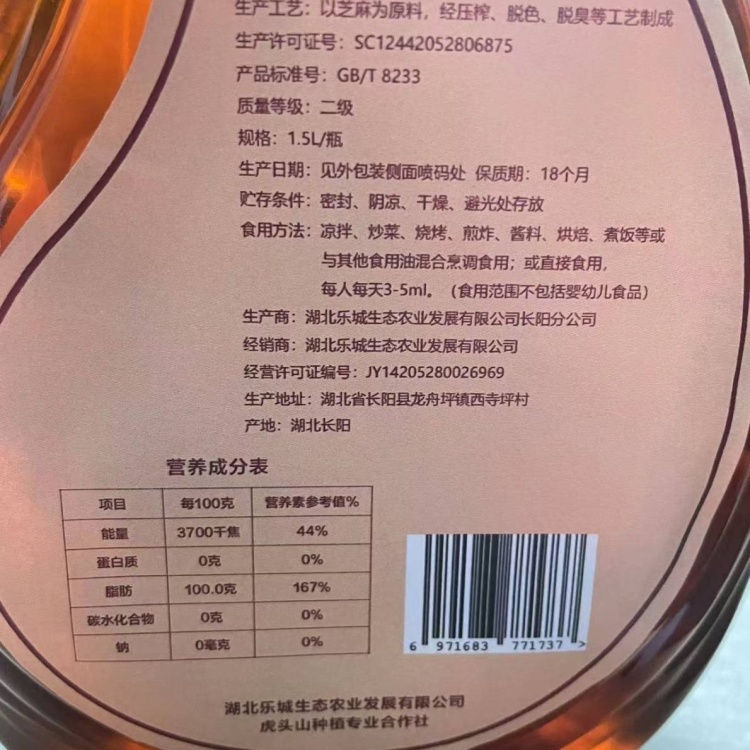 生产工艺：以芝麻为原料，经压榨、脱色、脱臭等工艺制成
生产许可证号：SC12442052806875
产品标准号：GB/T 8233
质量等级：二级
规格：1.5L/瓶
生产日期：见外包装侧面喷码处 保质期：18个月
贮存条件：密封、阴凉、干燥、避光处存放
食用方法：凉拌、炒菜、烧烤、煎炸、酱料、烘焙、煮饭等或
与其他食用油混合烹调食用；或直接食用，
每人每天3-5ml。（食用范围不包括婴幼儿食品）
生产商：湖北乐城生态农业发展有限公司长阳分公司
经销商：湖北乐城生态农业发展有限公司
经营许可证编号：JY14205280026969
生产地址：湖北省长阳县龙舟坪镇西寺坪村
产地：湖北长阳
营养成分表
项目 每100克 营养素参考值%
能量 3700千焦 44%
蛋白质 0克 0%
脂肪 100.0克 167%
碳水化合物 0克 0%
钠 0毫克 0%
6 971683 771737 >
湖北乐城生态农业发展有限公司
虎头山种植专业合作社